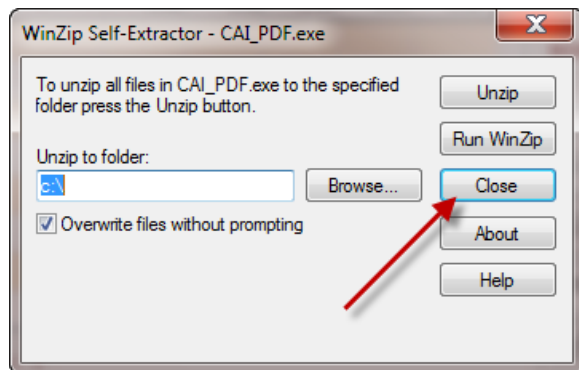 WinZip Self-Extractor - CAI_PDF.exe
X
To unzip all files in CAI_PDF.exe to the specified
folder press the Unzip button.
Unzip to folder:
c:\
Browse...
Overwrite files without prompting
Unzip
Run WinZip
Close
About
Help